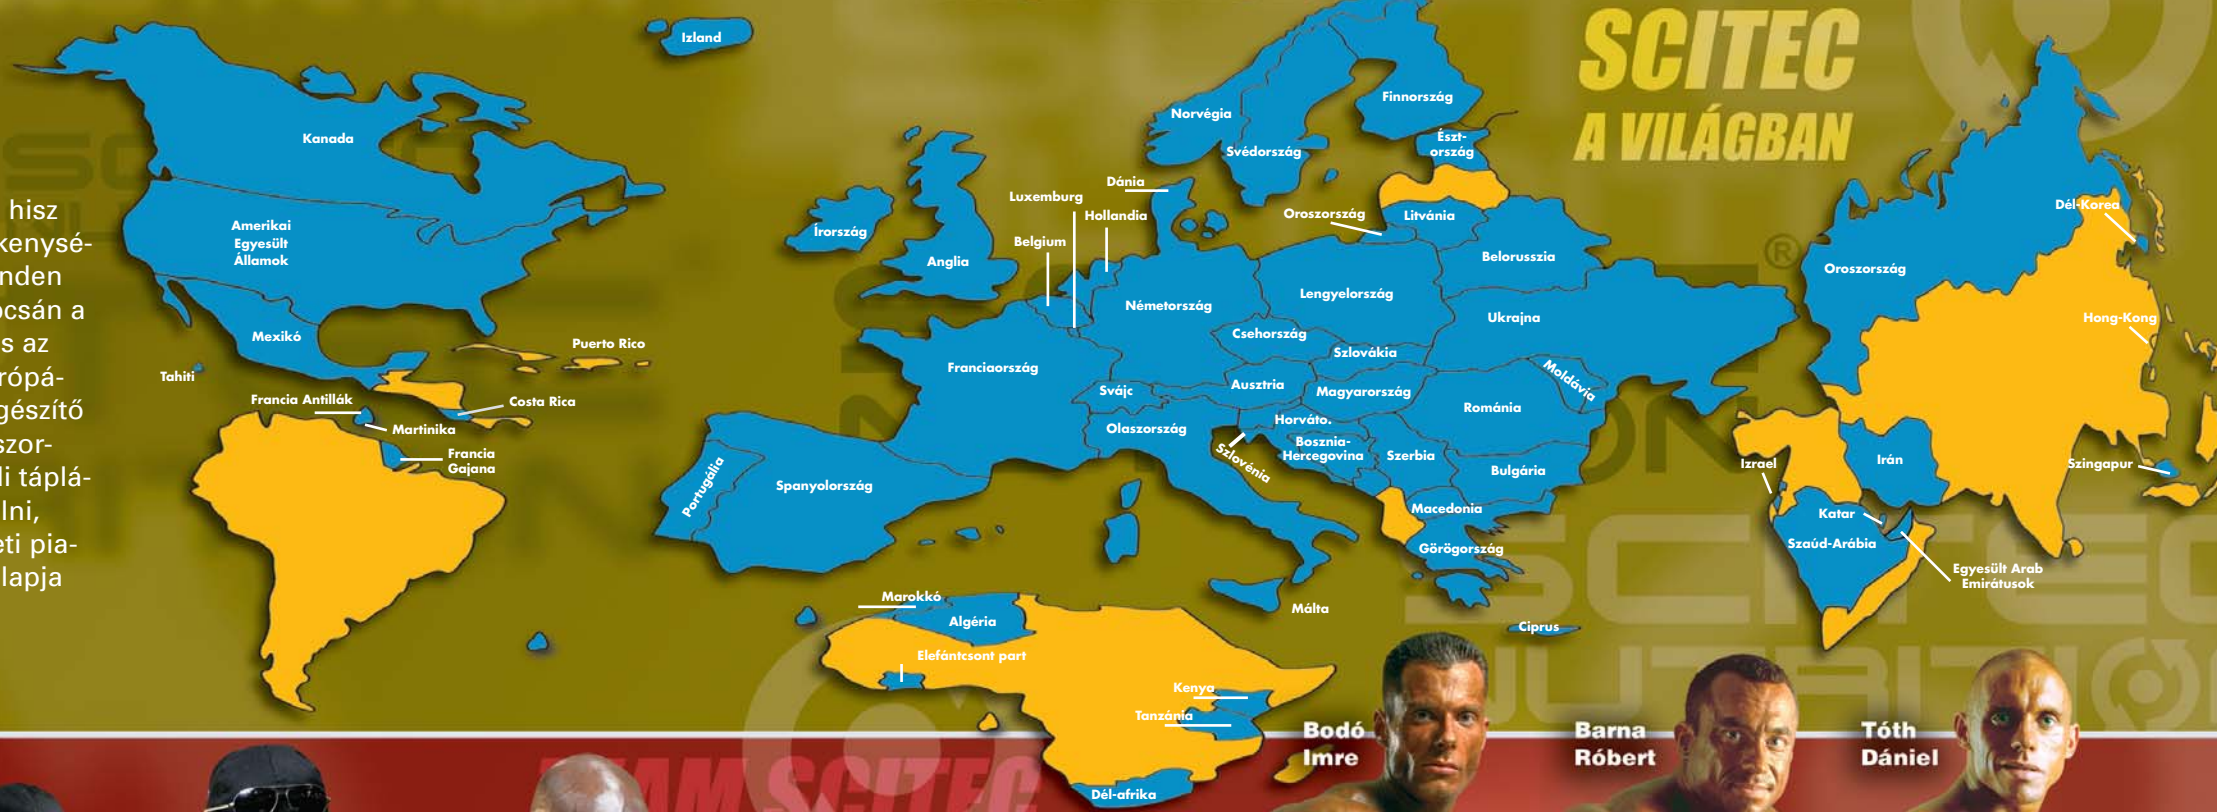 SCITEC
A VILÁGBAN
hisz
kenysé-
nden
ocsán a
s az
rópá-
gészítő
szor-
li táplá-
lni,
eti pia-
lapja
Izland
Kanada
Amerikai
Egyesült
Államok
Mexikó
Tahiti
Puerto Rico
Costa Rica
Francia Antillák
Martinika
Francia
Gajana
Norvégia
Svédország
Finnország
Észt-
ország
Dánia
Luxemburg
Hollandia
Belgium
Oroszország
Litvánia
Írország
Anglia
Belorusszia
Németország
Lengyelország
Ukrajna
Csehország
Szlovákia
Franciaország
Moldávia
Svájc
Ausztria
Magyarország
Románia
Olaszország
Horváto.
Szlovénia
Bosznia-
Hercegovina
Szerbia
Bulgária
Portugália
Spanyolország
Macedonia
Görögország
Málta
Ciprus
Marokkó
Algéria
Elefántcsont part
Kenya
Tanzánia
Dél-afrika
Oroszország
Dél-Korea
Hong-Kong
Izrael
Irán
Szingapur
Katar
Szaúd-Arábia
Egyesült Arab
Emirátusok
SCITEC
NUTRITION
®
Bodó
Imre
Barna
Róbert
Tóth
Dániel
TEAM SCITEC